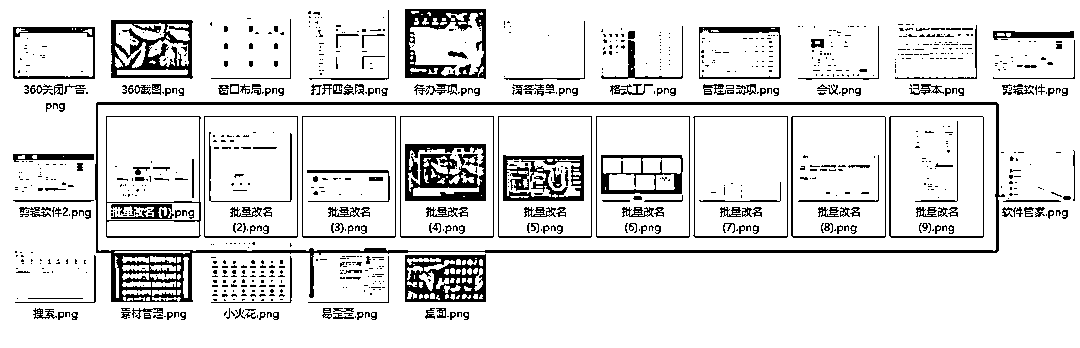 360关闭广告.
png
360截图.png
窗口布局.png
打开四象限.png
待办事项.png
滴答清单.png
格式工厂.png
管理启动项.png
会议.png
记事本.png
剪辑软件.png
剪辑软件2.png
批量改名 (1).png
批量改名
(2).png
批量改名
(3).png
批量改名
(4).png
批量改名
(5).png
批量改名
(6).png
批量改名
(7).png
批量改名
(8).png
批量改名
(9).png
软件管家.png
搜索.png
素材管理.png
小火花.png
易歪歪.png
桌面.png